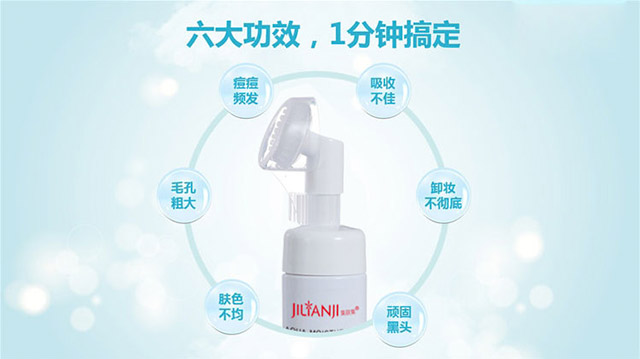 六大功效，1分钟搞定
痘痘
频发
吸收
不佳
毛孔
粗大
卸妆
不彻底
肤色
不均
顽固
黑头
JILIANJI